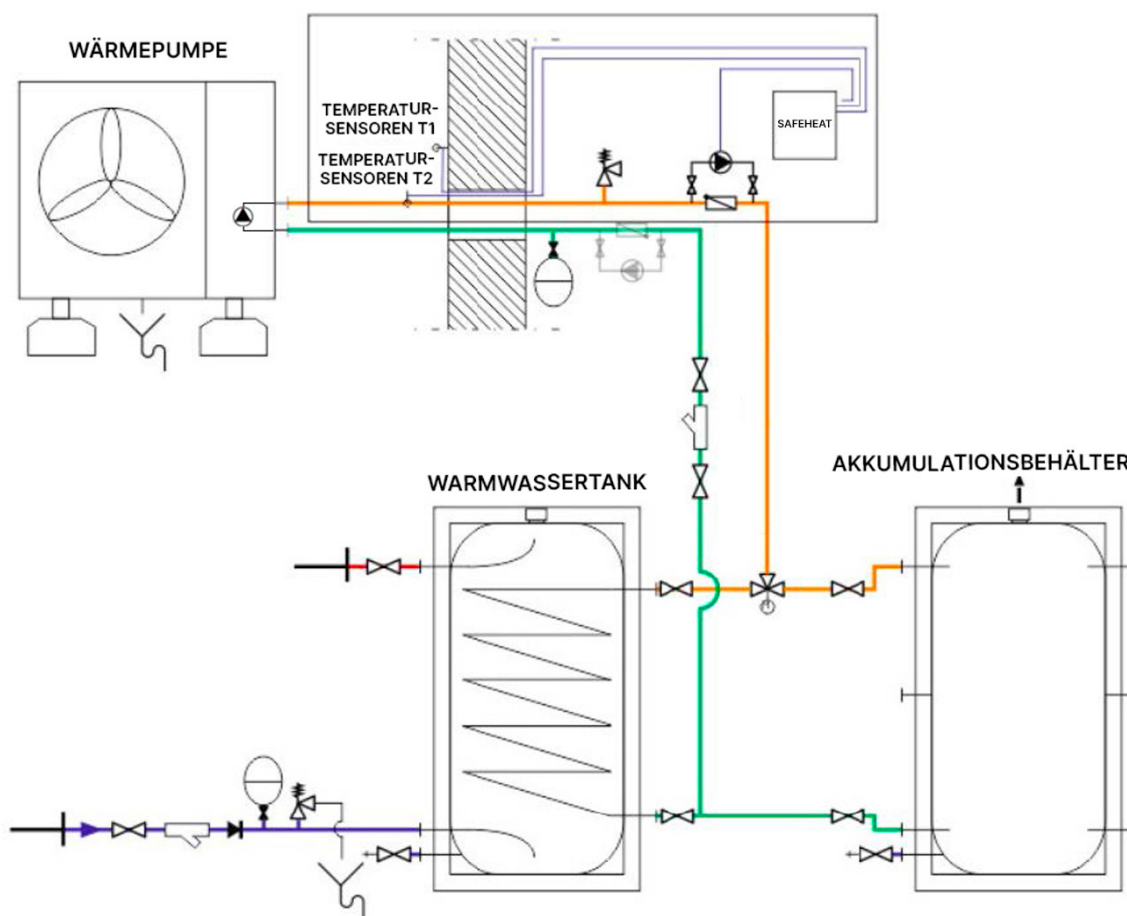 WÄRMEPUMPE
TEMPERATUR-
SENSOREN T1
TEMPERATUR-
SENSOREN T2
SAFEHEAT
WARMWASSERTANK
AKKUMULATIONSBEHÄLTER